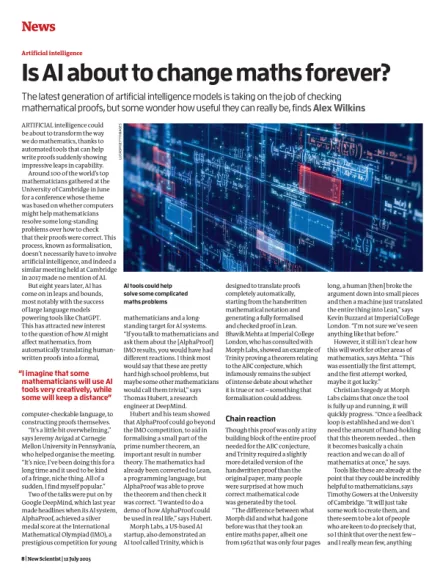 News
Artificial intelligence
Is AI about to change maths forever?
The latest generation of artificial intelligence models is taking on the job of checking
mathematical proofs, but some wonder how useful they can really be, finds Alex Wilkins
ARTIFICIAL intelligence could
be about to transform the way
we do mathematics, thanks to
automated tools that can help
write proofs suddenly showing
impressive leaps in capability.
Around 100 of the world's top
mathematicians gathered at the
University of Cambridge in June
for a conference whose theme
was based on whether computers
might help mathematicians
resolve some long-standing
problems over how to check
that their proofs were correct. This
process, known as formalisation,
doesn't necessarily have to involve
artificial intelligence, and indeed a
similar meeting held at Cambridge
in 2017 made no mention of AI.
But eight years later, AI has
come on in leaps and bounds,
most notably with the success
of large language models
powering tools like ChatGPT.
This has attracted new interest
to the question of how AI might
affect mathematics, from
automatically translating human-
written proofs into a formal,
"I imagine that some
mathematicians will use AI
tools very creatively, while
some will keep a distance"
computer-checkable language, to
constructing proofs themselves.
"It's a little bit overwhelming,"
says Jeremy Avigad at Carnegie
Mellon University in Pennsylvania,
who helped organise the meeting.
"It's nice; I've been doing this for a
long time and it used to be kind
of a fringe, niche thing. All of a
sudden, I find myself popular."
Two of the talks were put on by
Google DeepMind, which last year
made headlines when its AI system,
AlphaProof, achieved a silver
medal score at the International
Mathematical Olympiad (IMO), a
prestigious competition for young
AI tools could help
solve some complicated
maths problems
mathematicians and a long-
standing target for AI systems.
"If you talk to mathematicians and
ask them about the [AlphaProof]
IMO results, you would have had
different reactions. I think most
would say that these are pretty
hard high school problems, but
maybe some other mathematicians
would call them trivial," says
Thomas Hubert, a research
engineer at DeepMind.
Hubert and his team showed
that AlphaProof could go beyond
the IMO competition, to aid in
formalising a small part of the
prime number theorem, an
important result in number
theory. The mathematics had
already been converted to Lean,
a programming language, but
AlphaProof was able to prove
the theorem and then check it
was correct. "I wanted to do a
demo of how AlphaProof could
be used in real life," says Hubert.
Morph Labs, a US-based AI
startup, also demonstrated an
AI tool called Trinity, which is
designed to translate proofs
completely automatically,
starting from the handwritten
mathematical notation and
generating a fully formalised
and checked proof in Lean.
Bhavik Mehta at Imperial College
London, who has consulted with
Morph Labs, showed an example of
Trinity proving a theorem relating
to the ABC conjecture, which
infamously remains the subject
of intense debate about whether
it is true or not – something that
formalisation could address.
Chain reaction
Though this proof was only a tiny
building block of the entire proof
needed for the ABC conjecture,
and Trinity required a slightly
more detailed version of the
handwritten proof than the
original paper, many people
were surprised at how much
correct mathematical code
was generated by the tool.
"The difference between what
Morph did and what had gone
before was that they took an
entire maths paper, albeit one
from 1962 that was only four pages
long, a human [then] broke the
argument down into small pieces
and then a machine just translated
the entire thing into Lean," says
Kevin Buzzard at Imperial College
London. "I'm not sure we've seen
anything like that before."
However, it still isn't clear how
this will work for other areas of
mathematics, says Mehta. "This
was essentially the first attempt,
and the first attempt worked,
maybe it got lucky."
Christian Szegedy at Morph
Labs claims that once the tool
is fully up and running, it will
quickly progress. "Once a feedback
loop is established and we don't
need the amount of hand-holding
that this theorem needed… then
it becomes basically a chain
reaction and we can do all of
mathematics at once," he says.
Tools like these are already at the
point that they could be incredibly
helpful to mathematicians, says
Timothy Gowers at the University
of Cambridge. "It will just take
some work to create them, and
there seem to be a lot of people
who are keen to do precisely that,
so I think that over the next few –
and I really mean few, anything
8 | New Scientist | 12 July 2025